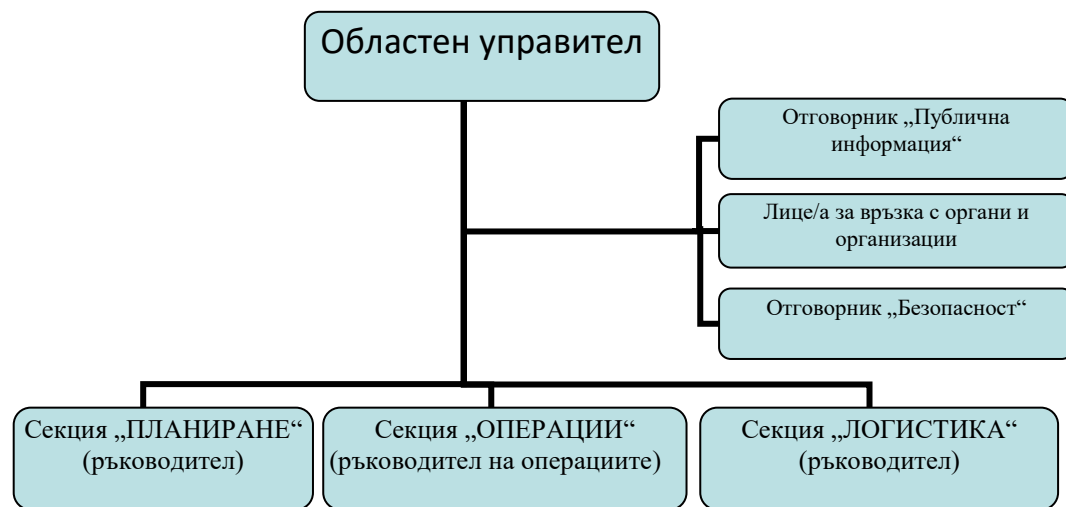 Областен управител
Отговорник „Публична
информация“
Лице/а за връзка с органи и
организации
Отговорник „Безопасност“
Секция „ПЛАНИРАНЕ“
(ръководител)
Секция „ОПЕРАЦИИ“
(ръководител на операциите)
Секция „ЛОГИСТИКА“
(ръководител)